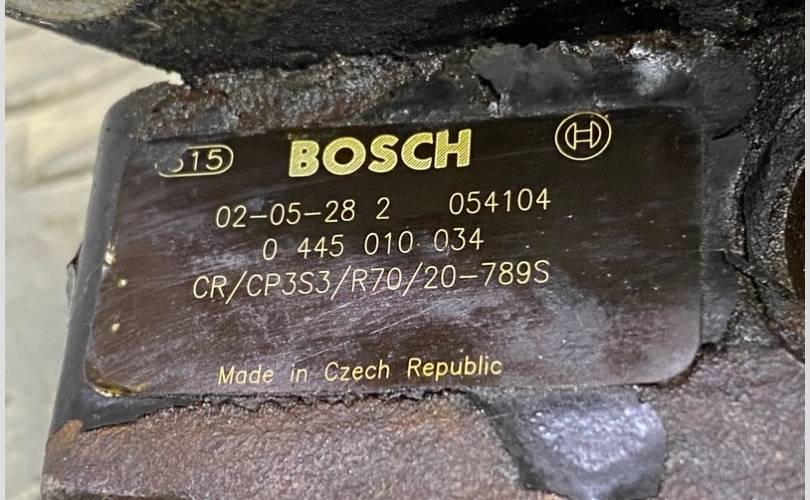 BOSCH
02-05-28 2 054104
0 445 010 034
CR/CP3S3/R70/20-789S
Made in Czech Republic